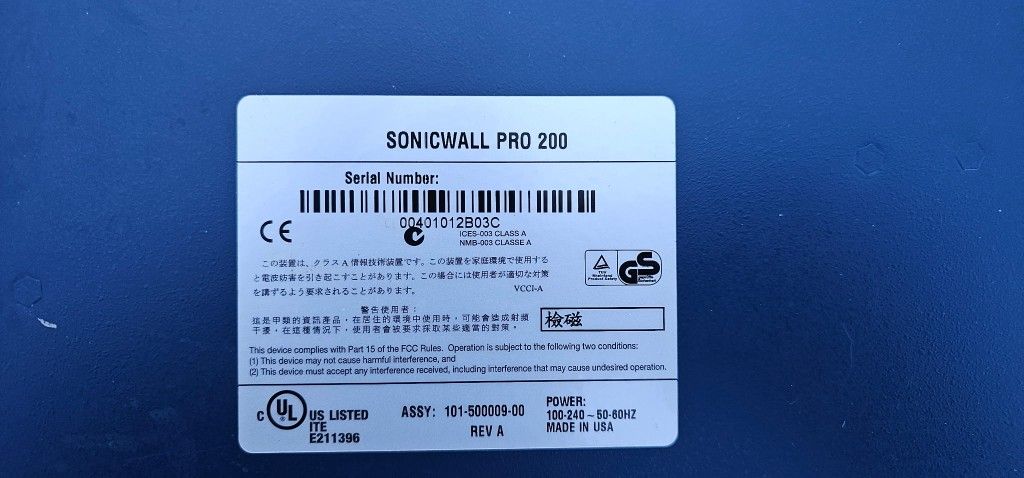 SONICWALL PRO 200
Serial Number:
00401012B03C
CE
ICES-003 CLASS A
NMB-003 CLASSE A
この装置は、クラスA情報技術装置です。この装置を家庭環境で使用する
と電波妨害を引き起こすことがあります。この場合には使用者が適切な対策
を講ずるよう要求されることがあります。 VCCI-A
TÜV
Rheinland
Product Safety
GS
警告使用者：
這是甲類的資訊產品，在居住的環境中使用時，可能會造成射頻
干擾，在這種情況下，使用者會被要求採取某些適當的對策。
檢磁
This device complies with Part 15 of the FCC Rules. Operation is subject to the following two conditions:
(1) This device may not cause harmful interference, and
(2) This device must accept any interference received, including interference that may cause undesired operation.
C UL ® US LISTED
ITE
E211396
ASSY: 101-500009-00
REV A
POWER:
100-240 ~ 50-60HZ
MADE IN USA